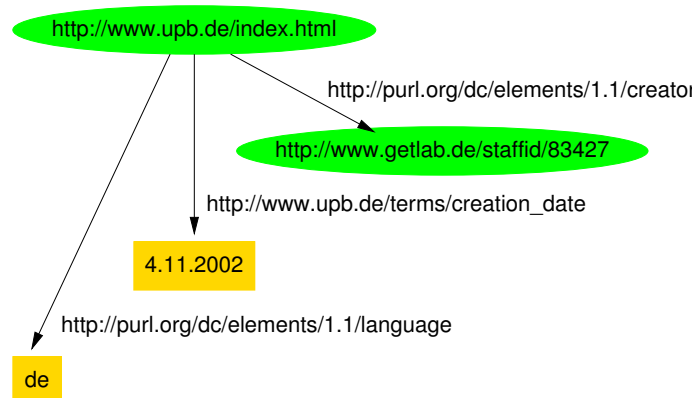 http://www.upb.de/index.html
http://purl.org/dc/elements/1.1/creator
http://www.getlab.de/staffid/83427
http://www.upb.de/terms/creation_date
4.11.2002
http://purl.org/dc/elements/1.1/language
de